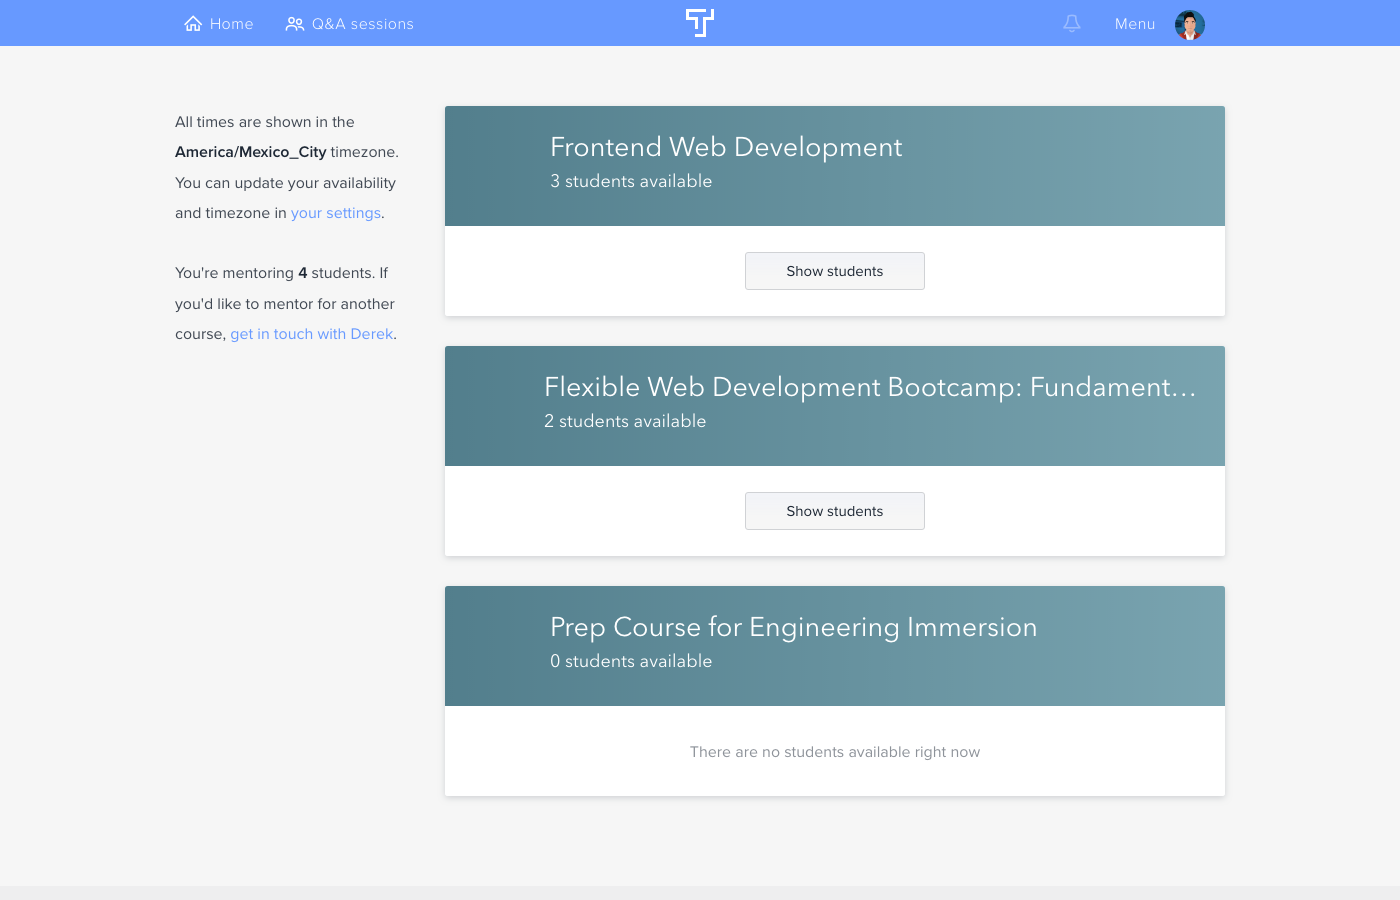 Home
Q&A sessions
Menu
All times are shown in the
America/Mexico_City timezone.
You can update your availability
and timezone in your settings.
You're mentoring 4 students. If
you'd like to mentor for another
course, get in touch with Derek.
Frontend Web Development
3 students available
Show students
Flexible Web Development Bootcamp: Fundament...
2 students available
Show students
Prep Course for Engineering Immersion
0 students available
There are no students available right now